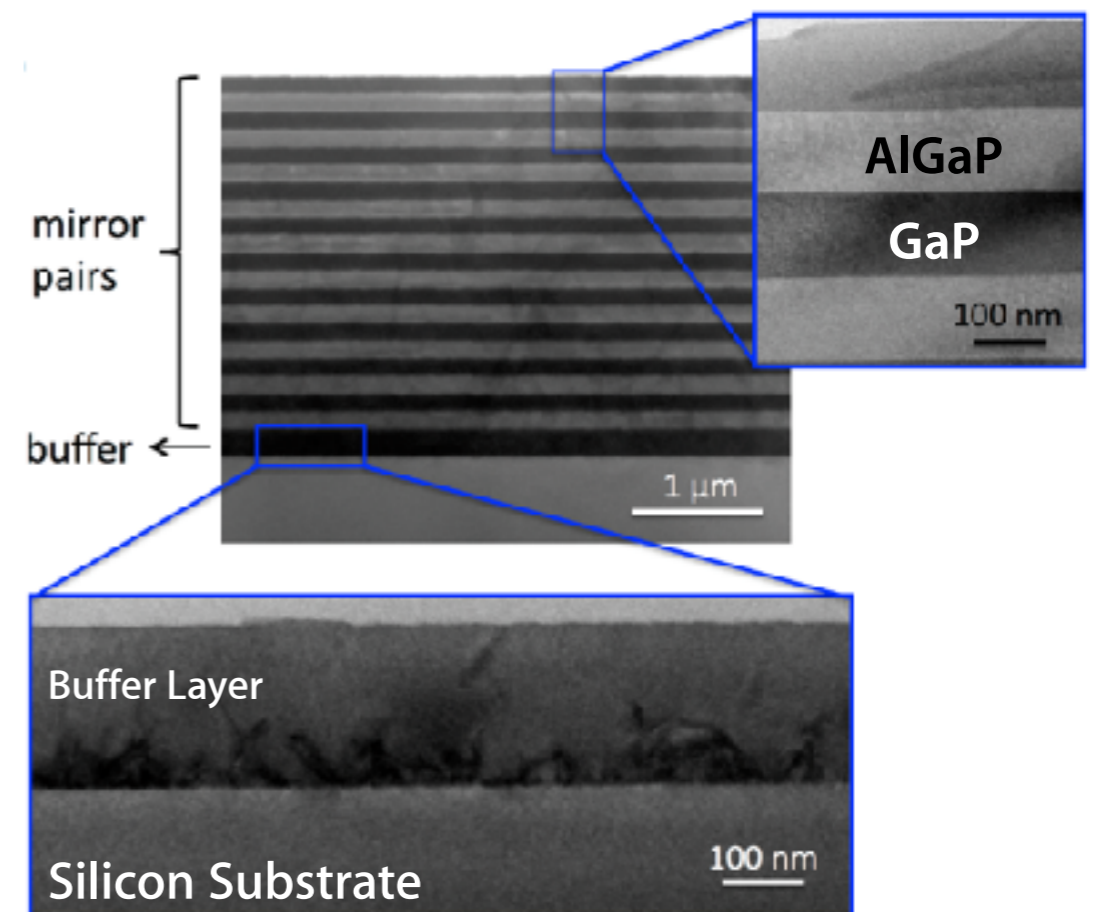 AlGaP
GaP
100 nm
mirror
pairs
buffer
1 μm
Buffer Layer
100 nm
Silicon Substrate